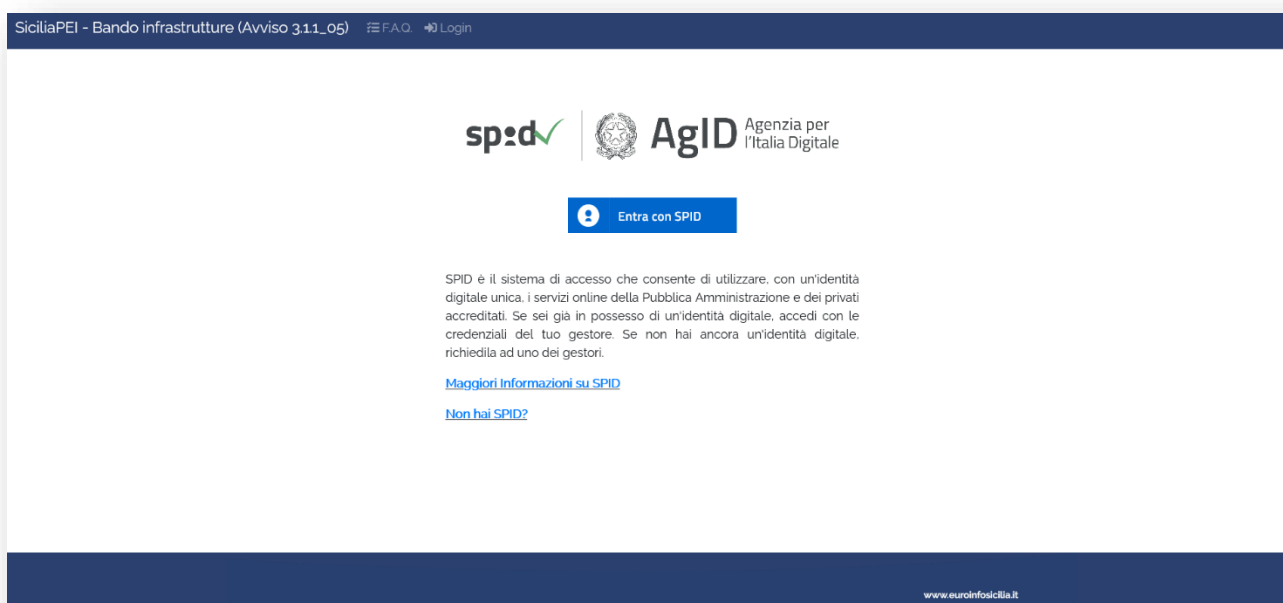 SiciliaPEI - Bando infrastrutture (Avviso 3.1.1_05) F.A.Q. Login
spid AgID Agenzia per
l'Italia Digitale
Entra con SPID
SPID è il sistema di accesso che consente di utilizzare, con un'identità
digitale unica, i servizi online della Pubblica Amministrazione e dei privati
accreditati. Se sei già in possesso di un'identità digitale, accedi con le
credenziali del tuo gestore. Se non hai ancora un'identità digitale,
richiedila ad uno dei gestori.
Maggiori Informazioni su SPID
Non hai SPID?
www.euroinfosicilia.it